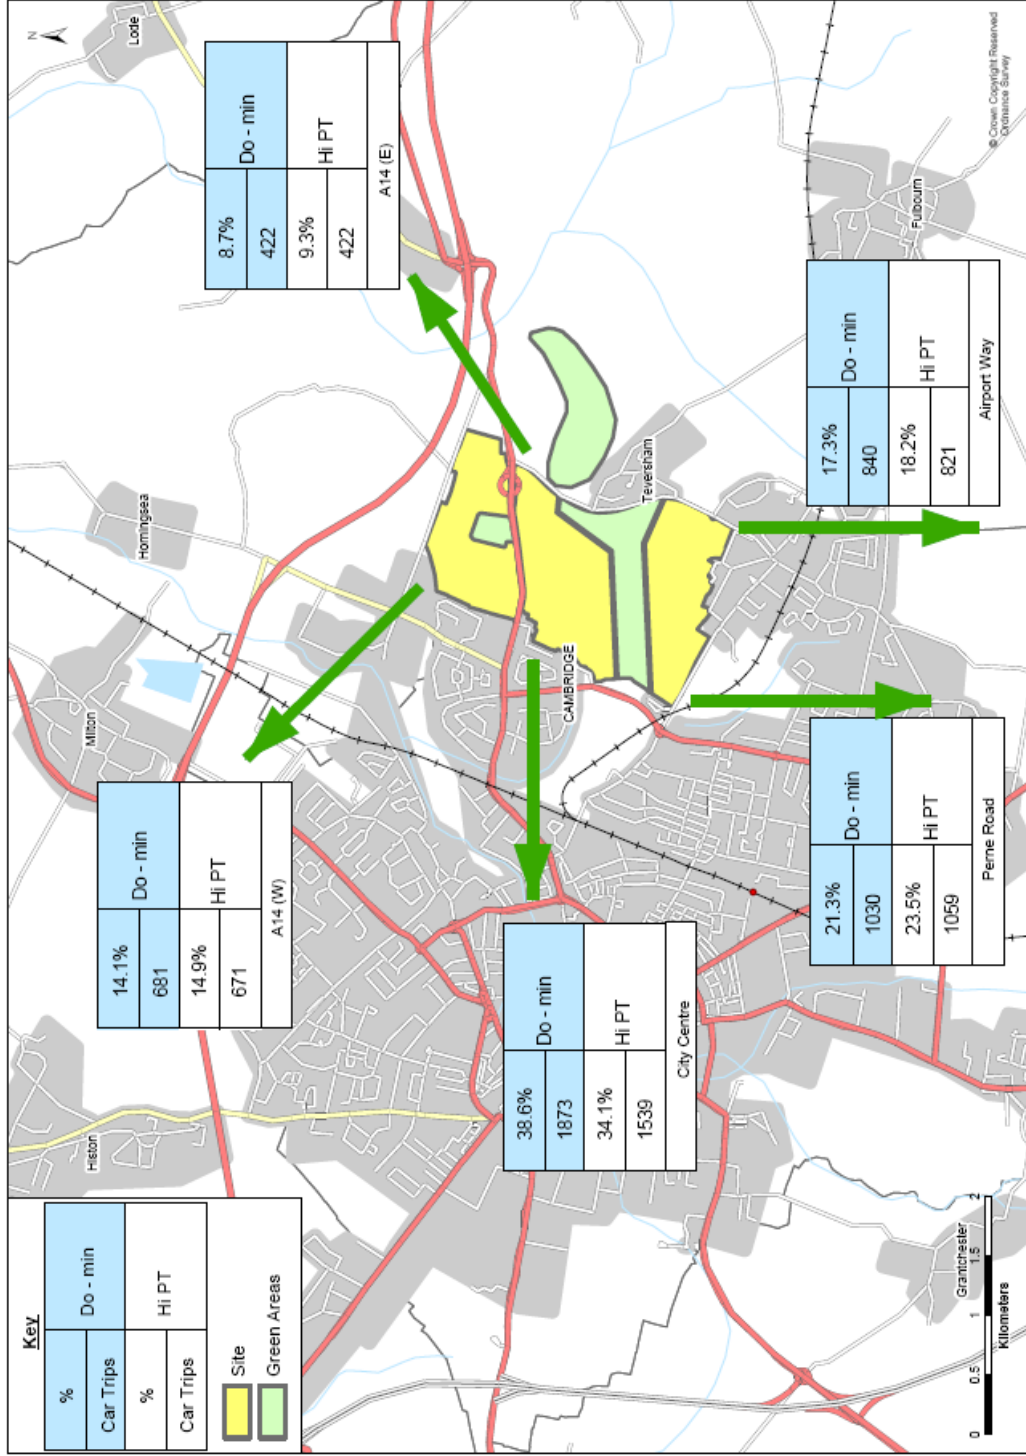 Key
%
Car Trips
Do - min
%
Car Trips
Hi PT
Site
Green Areas
Histon
Milton
Horningsea
Lode
N
14.1%
681
Do - min
14.9%
671
Hi PT
A14 (W)
8.7%
422
Do - min
9.3%
422
Hi PT
A14 (E)
38.6%
1873
Do - min
34.1%
1539
Hi PT
City Centre
CAMBRIDGE
Teversham
21.3%
1030
Do - min
23.5%
1059
Hi PT
Perne Road
17.3%
840
Do - min
18.2%
821
Hi PT
Airport Way
Fulbourn
Grantchester
0 0.5 1 1.5 2
Kilometers
© Crown Copyright Reserved
Ordnance Survey